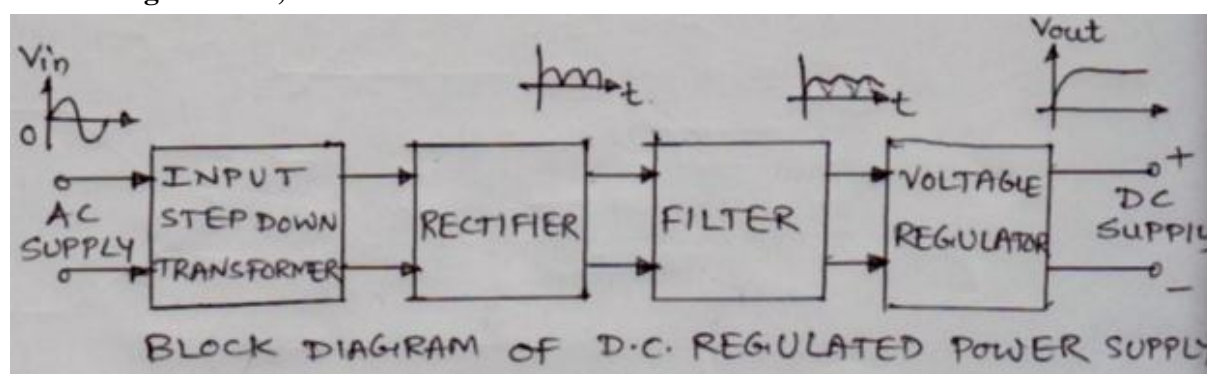 Vin
0
t
t
Vout
AC
SUPPLY
INPUT
STEP DOWN
TRANSFORMER
RECTIFIER
FILTER
VOLTAGE
REGULATOR
+
DC
SUPPLY
-
BLOCK DIAGRAM OF D.C. REGULATED POWER SUPPLY